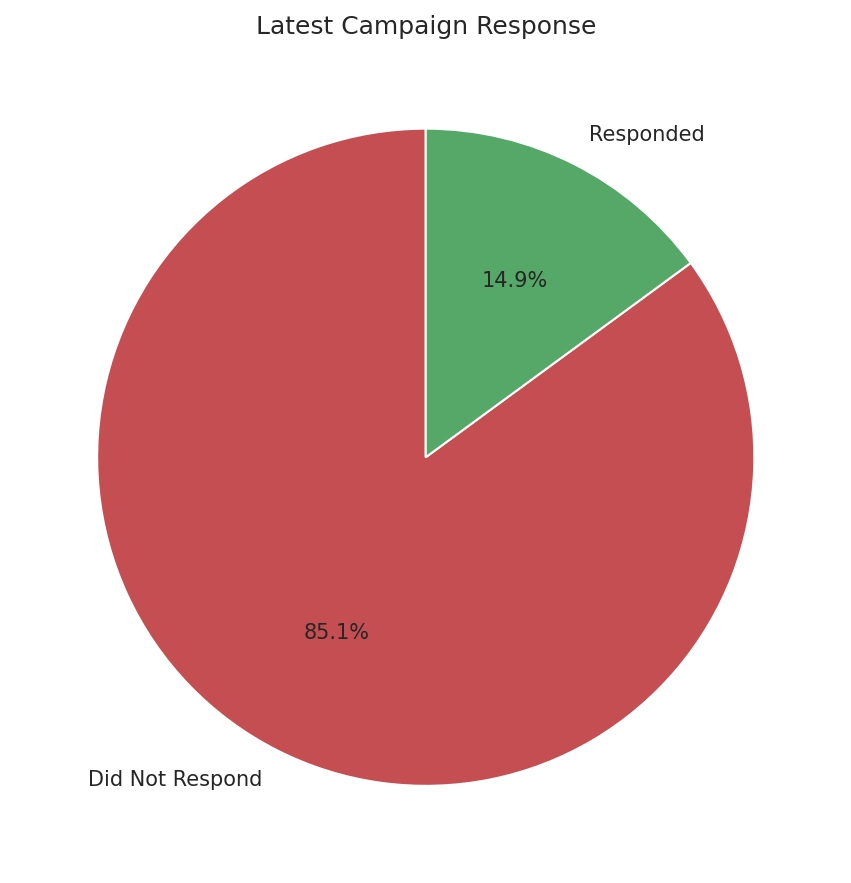 Latest Campaign Response
Responded
14.9%
85.1%
Did Not Respond